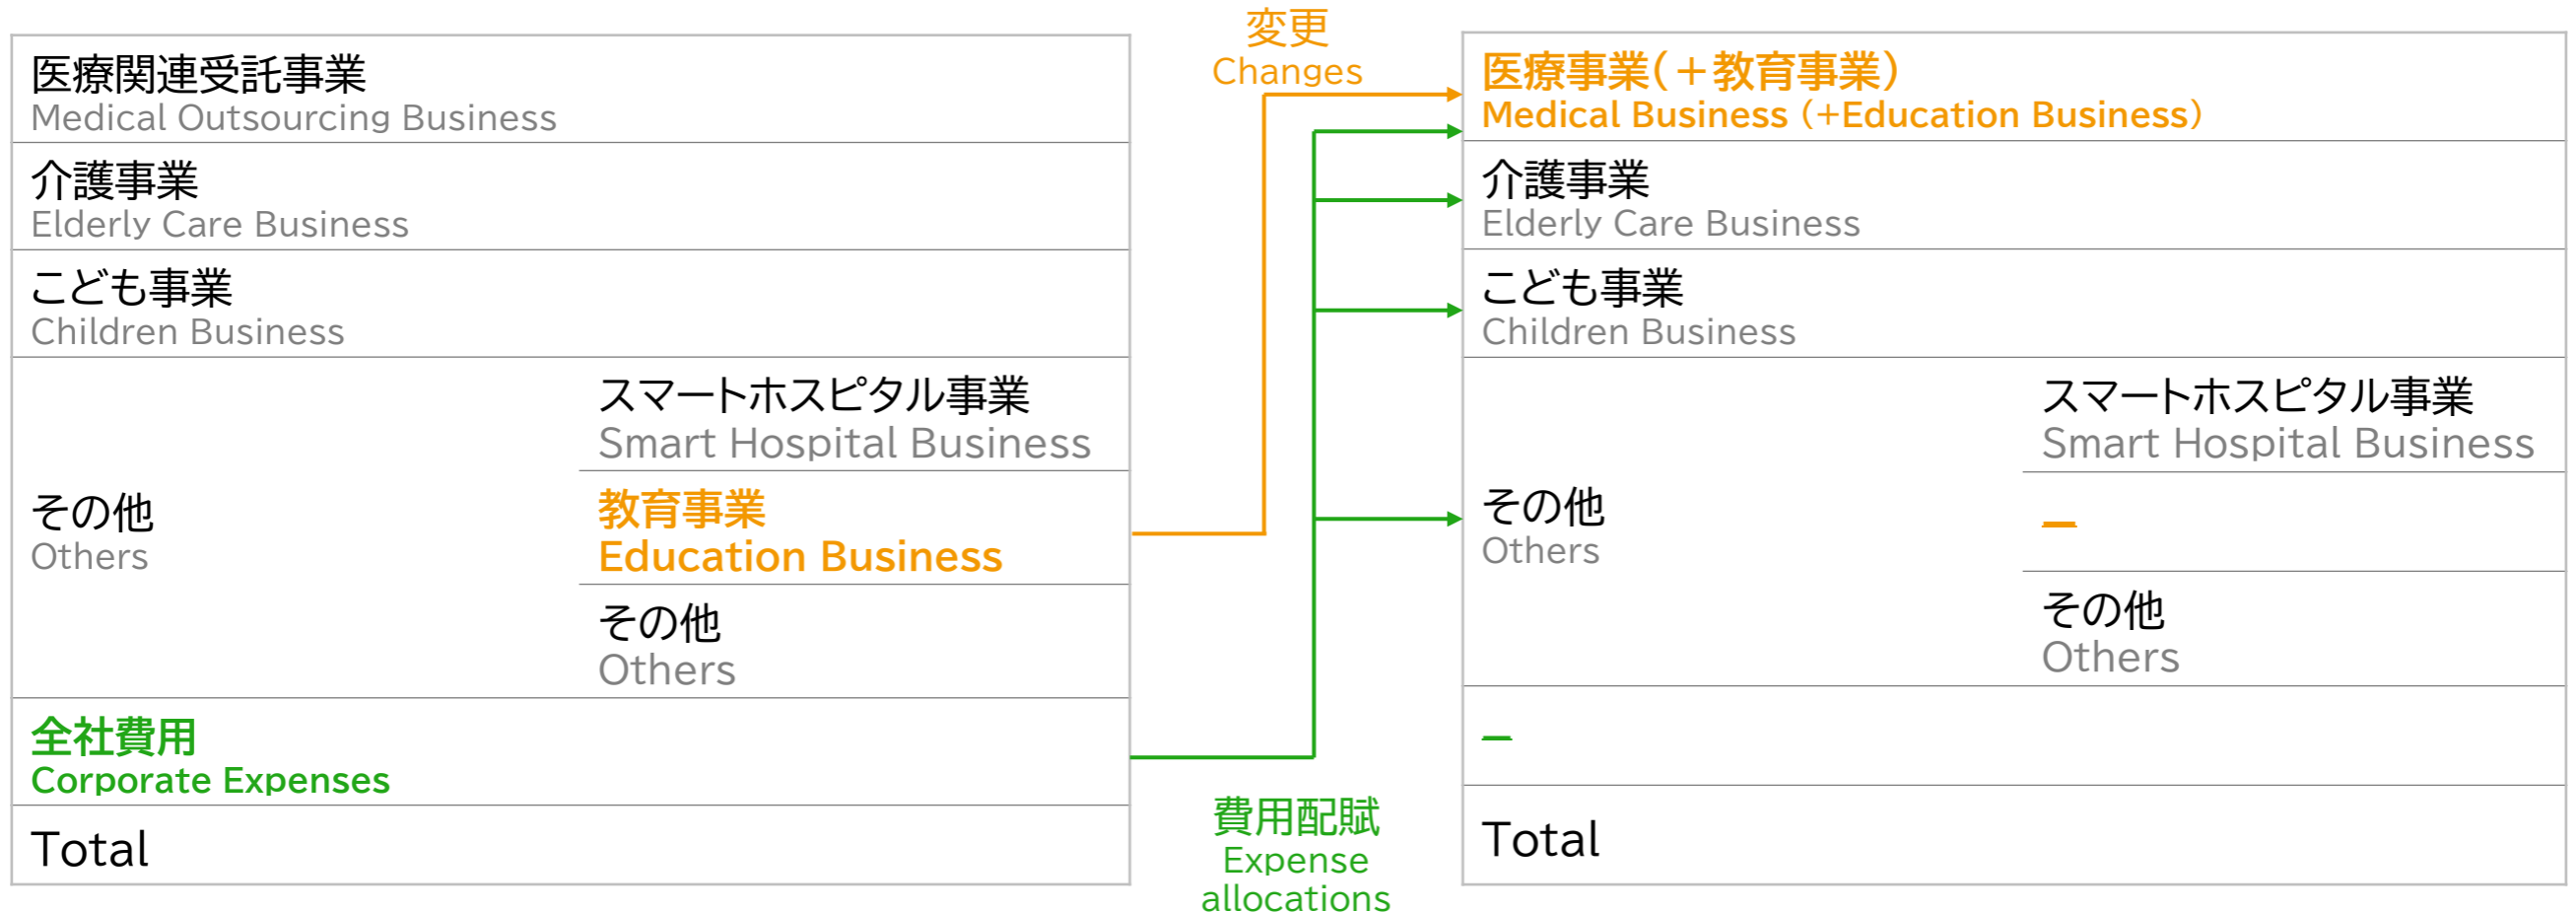 医療関連受託事業
Medical Outsourcing Business
介護事業
Elderly Care Business
こども事業
Children Business
その他
Others
スマートホスピタル事業
Smart Hospital Business
教育事業
Education Business
その他
Others
全社費用
Corporate Expenses
Total
変更
Changes
費用配賦
Expense
allocations
医療事業(+教育事業)
Medical Business (+Education Business)
介護事業
Elderly Care Business
こども事業
Children Business
その他
Others
スマートホスピタル事業
Smart Hospital Business
ー
その他
Others
ー
Total